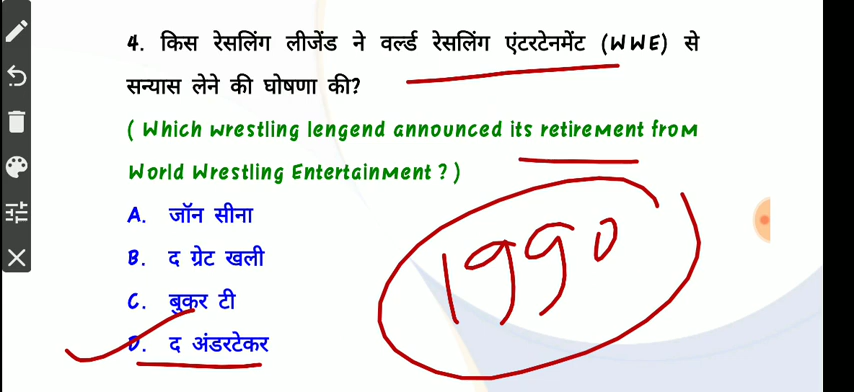 4. किस रेसलिंग लीजेंड ने वर्ल्ड रेसलिंग एंटरटेनमेंट (WWE) से
सन्यास लेने की घोषणा की?
( Which wrestling lengend announced its retirement from
World Wrestling Entertainment ? )
A. जॉन सीना
B. द ग्रेट खली
C. बुकर टी
D. द अंडरटेकर
1990